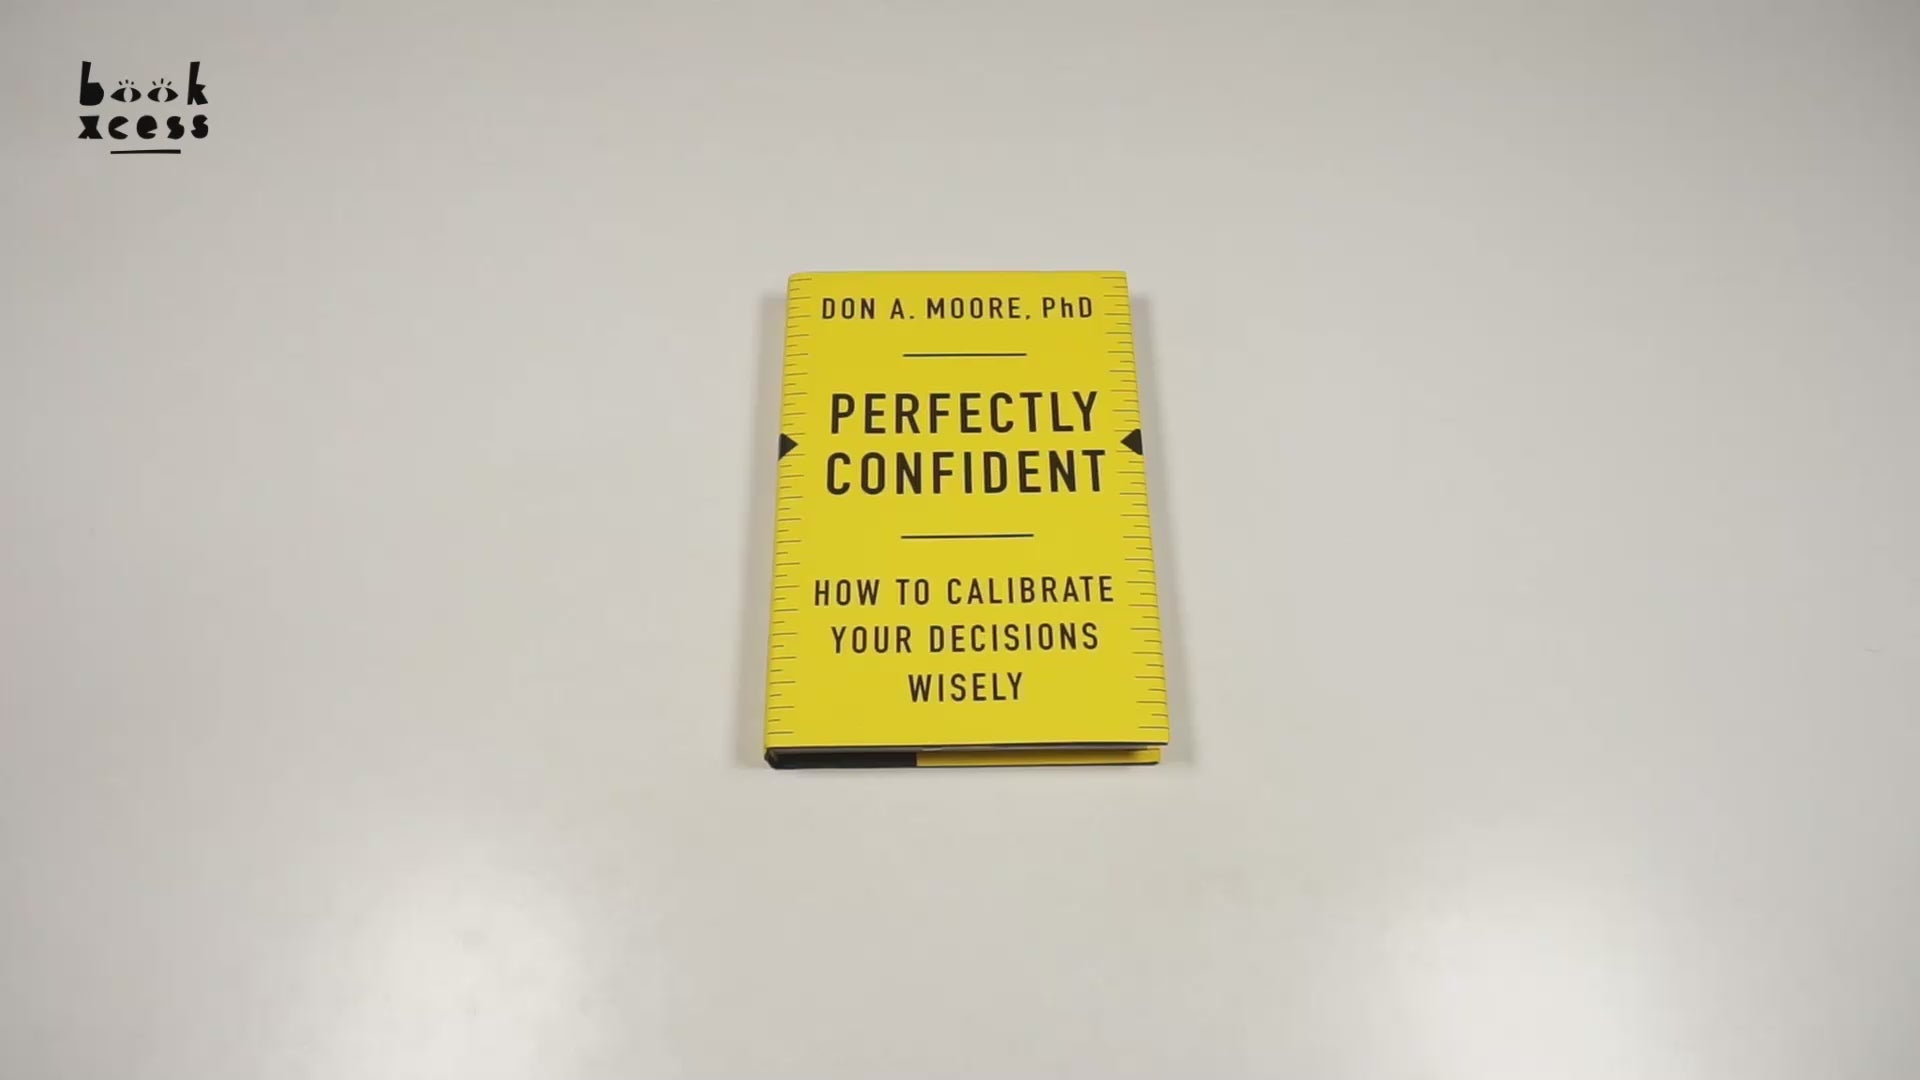 book
xcess
DON A. MOORE, PhD
PERFECTLY
CONFIDENT
HOW TO CALIBRATE
YOUR DECISIONS
WISELY